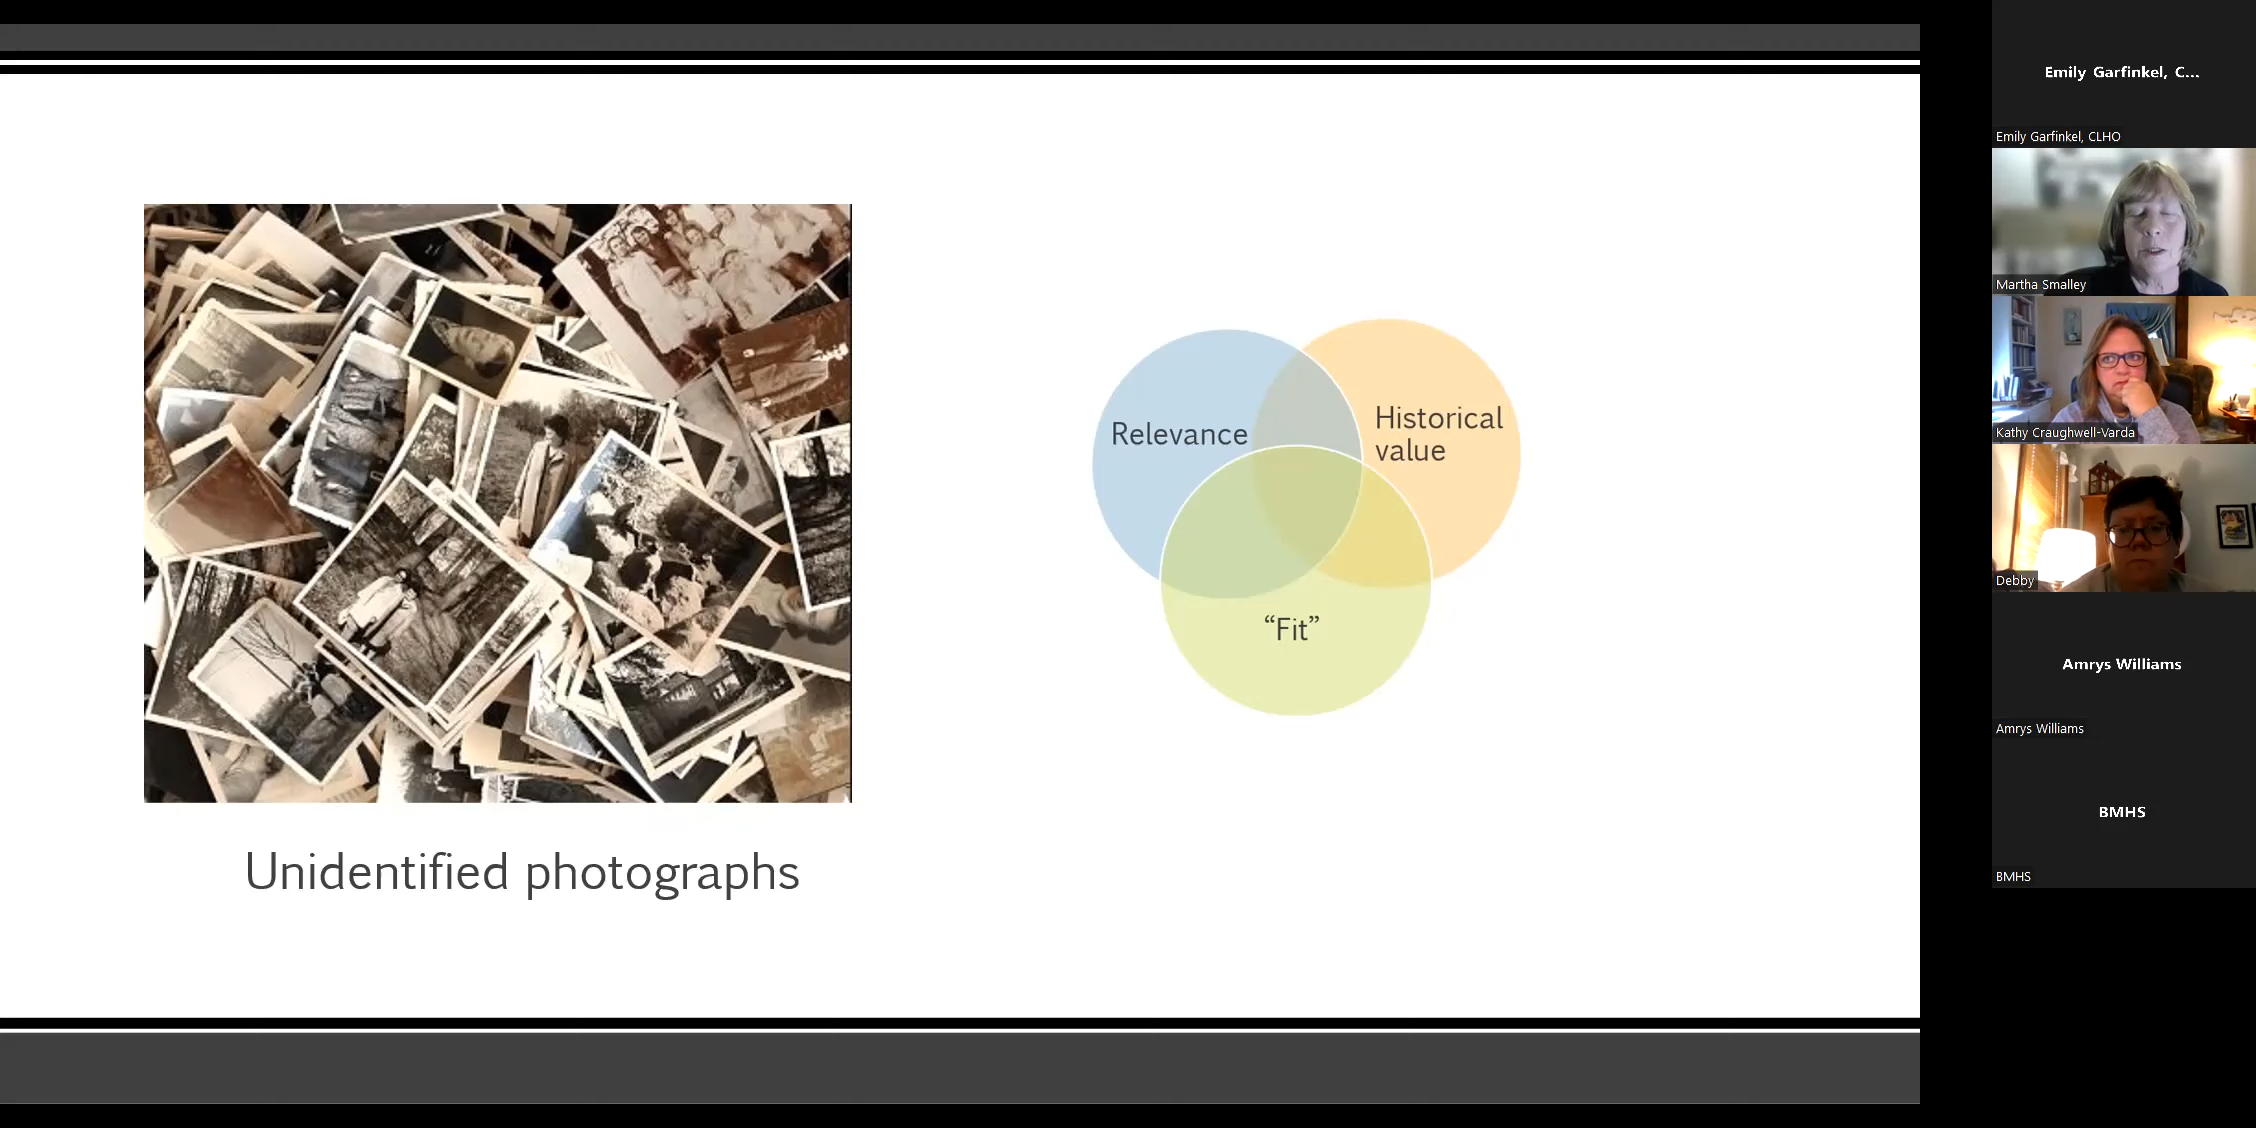 Relevance
Historical
value
“Fit”
Unidentified photographs
Emily Garfinkel, C...
Emily Garfinkel, CLHO
Martha Smalley
Kathy Craughwell-Varda
Debby
Amrys Williams
Amrys Williams
BMHS
BMHS